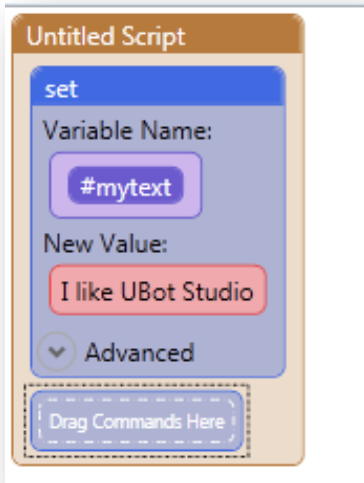 Untitled Script
set
Variable Name:
#mytext
New Value:
I like UBot Studio
Advanced
Drag Commands Here